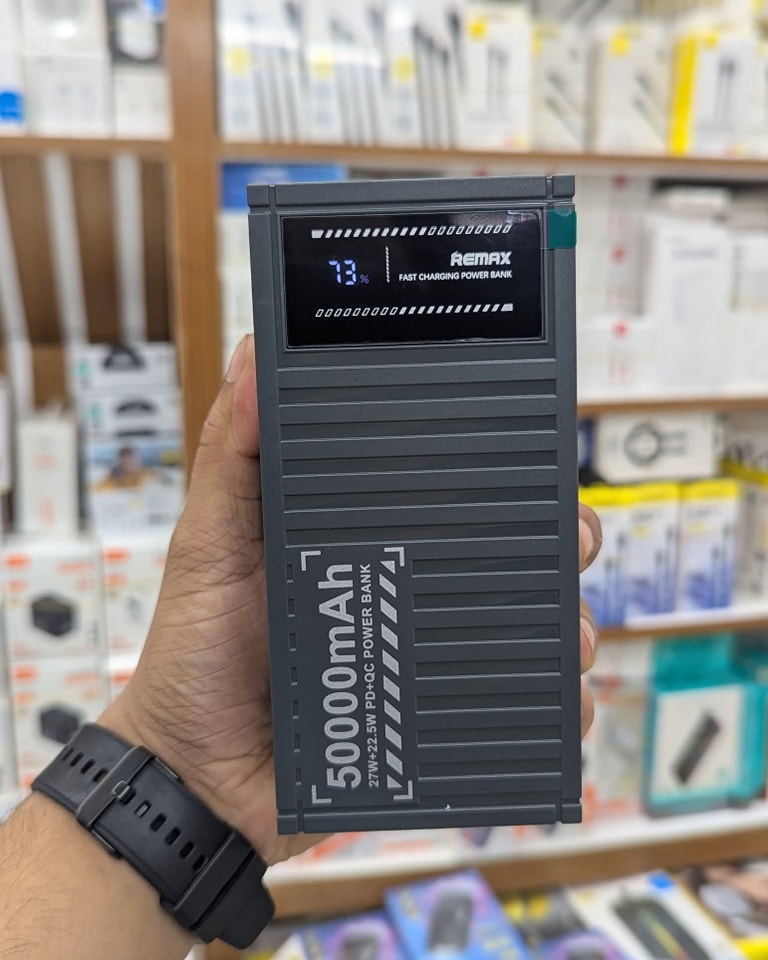 73%
REMAX
FAST CHARGING POWER BANK
50000mAh
27W+22.5W PD+QC POWER BANK